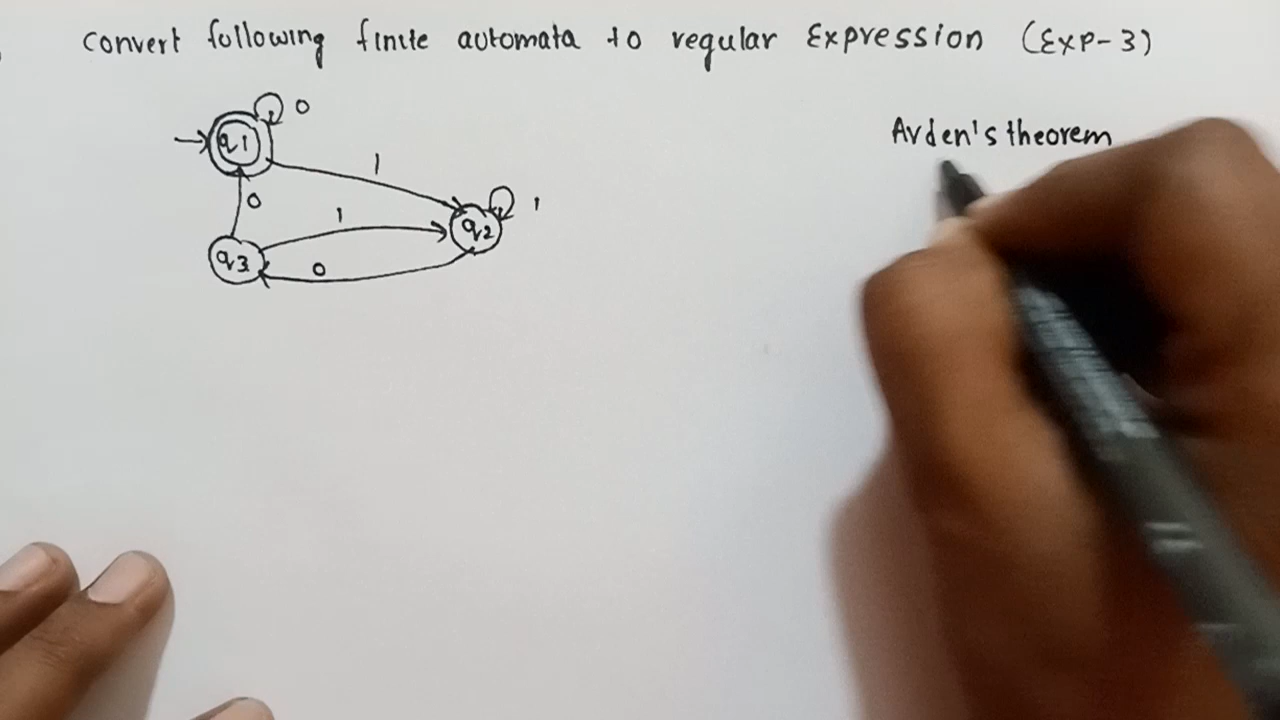 convert following finite automata to regular Expression (Exp-3)
Arden's theorem
0
q1
1
0
q2
1
1
q3
0